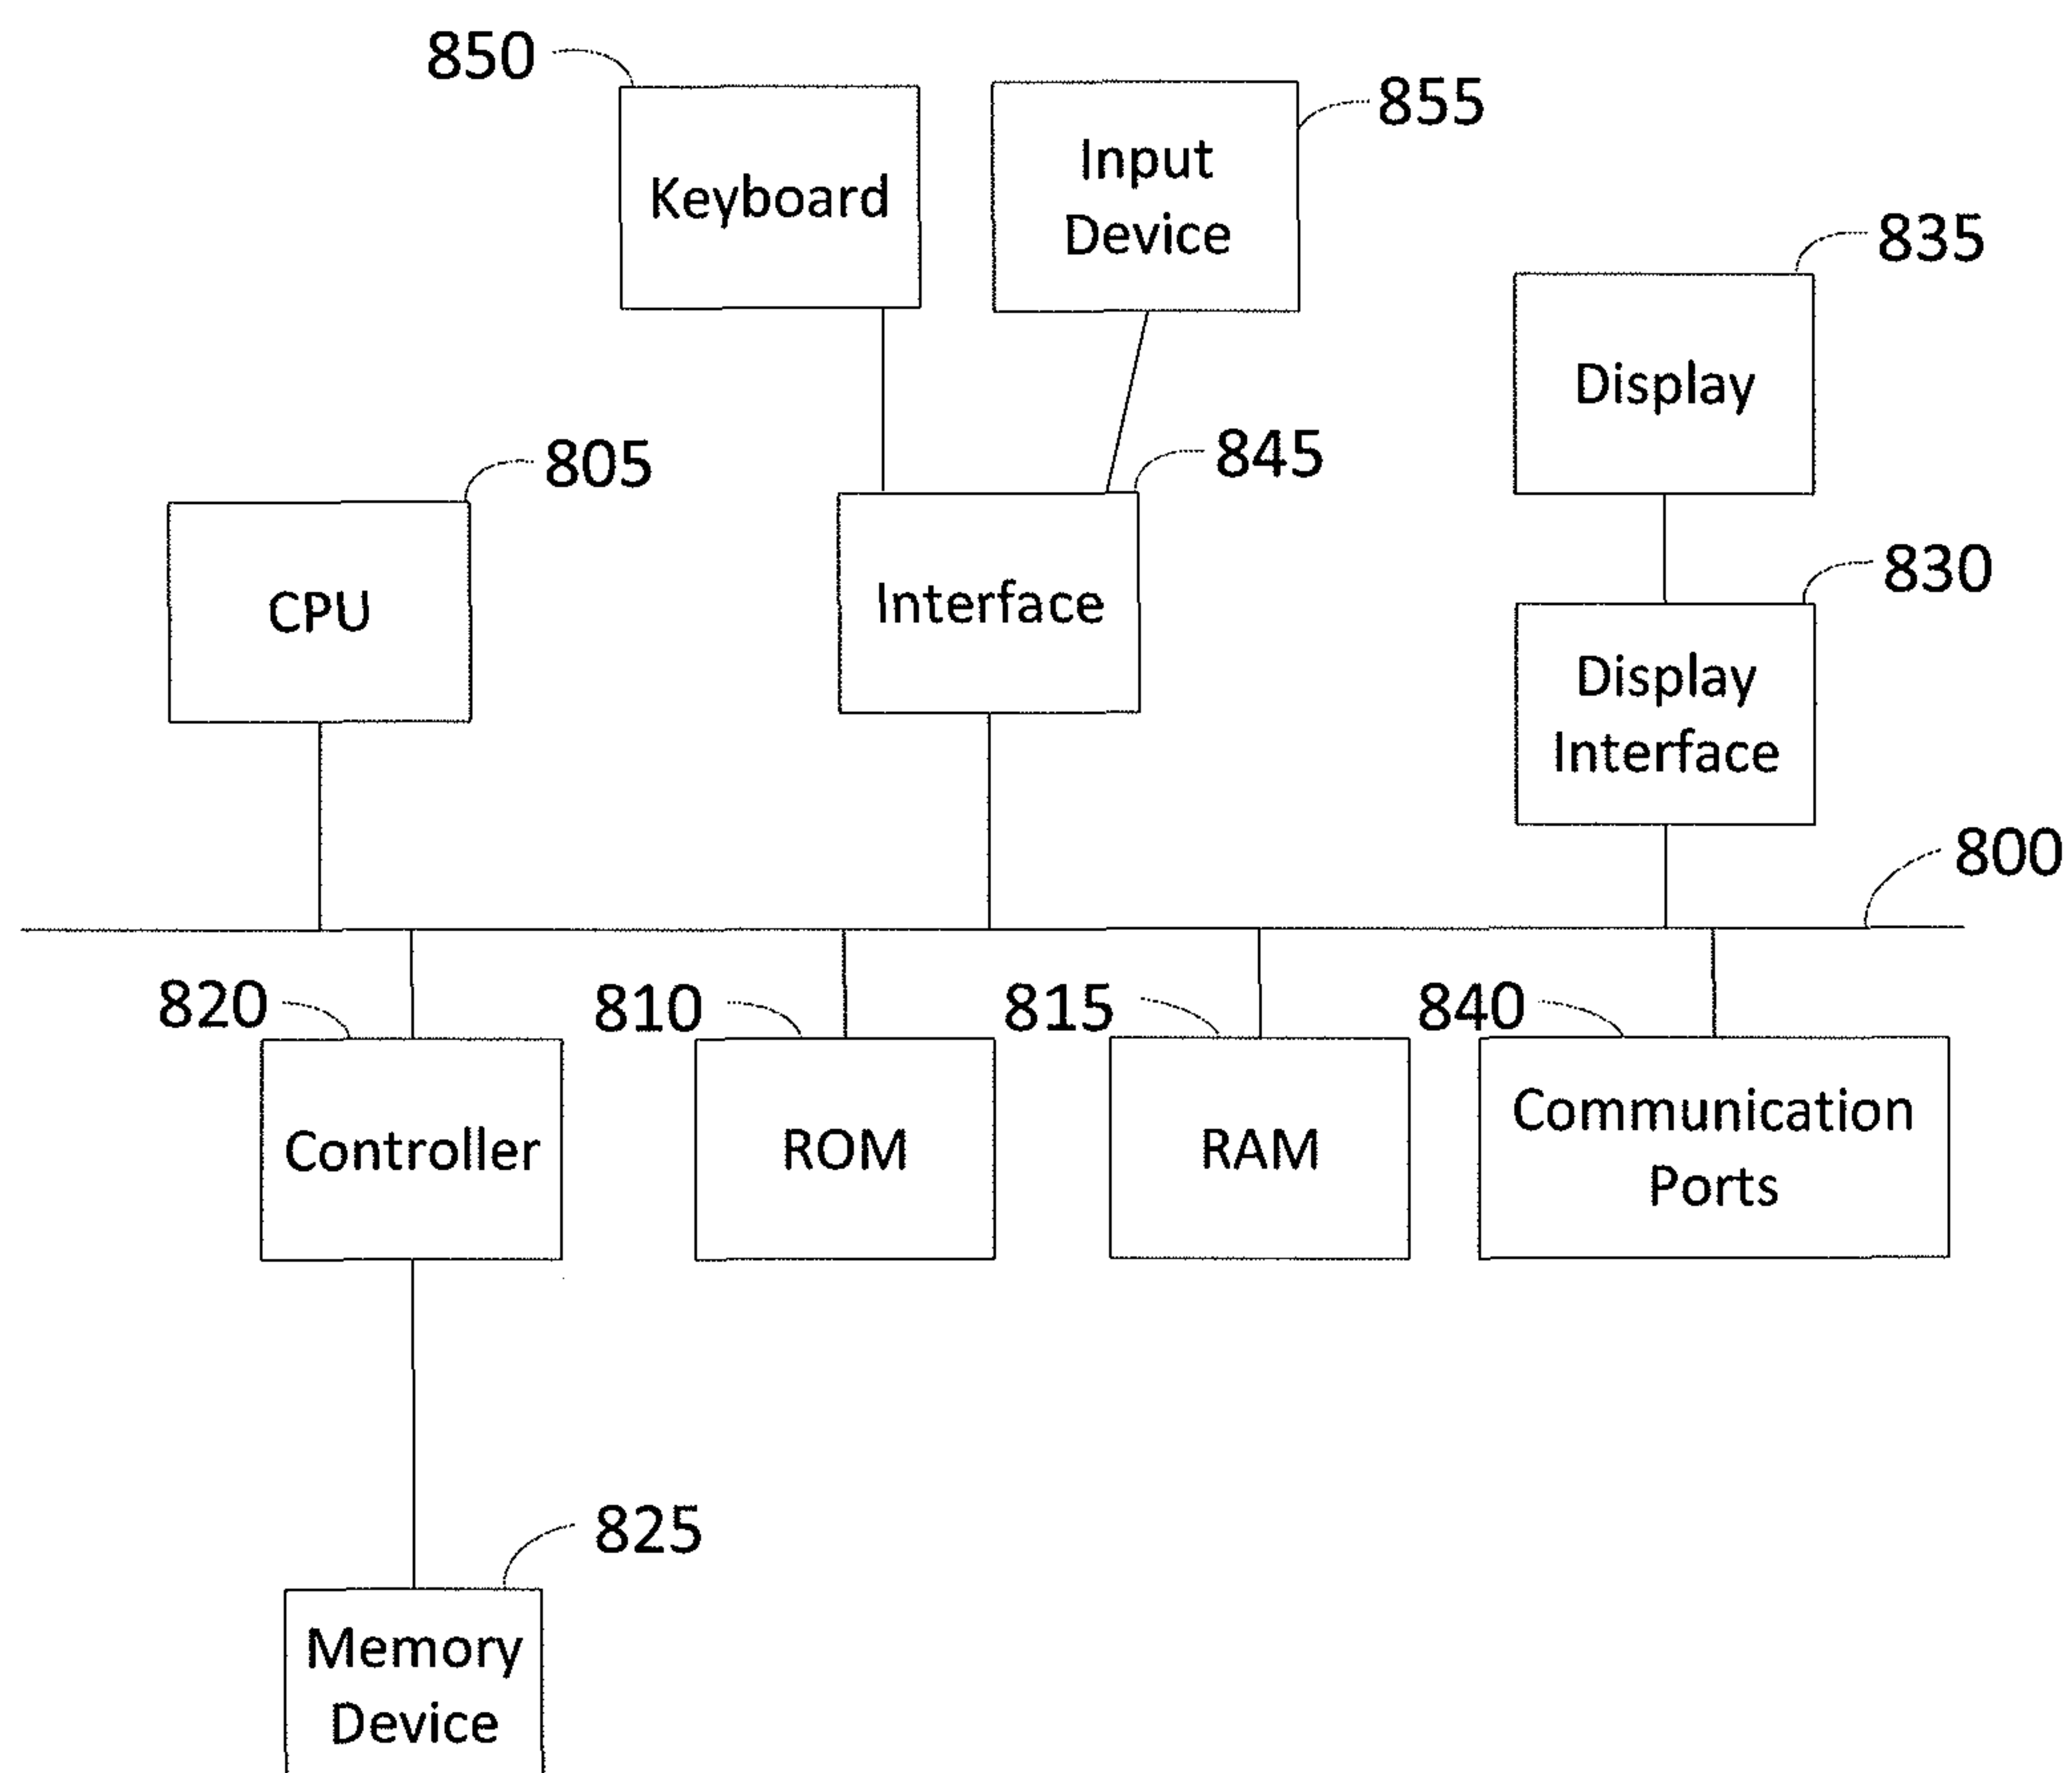 850
Keyboard
Input
Device
855
835
Display
805
CPU
845
Interface
830
Display
Interface
800
820
Controller
810
ROM
815
RAM
840
Communication
Ports
825
Memory
Device